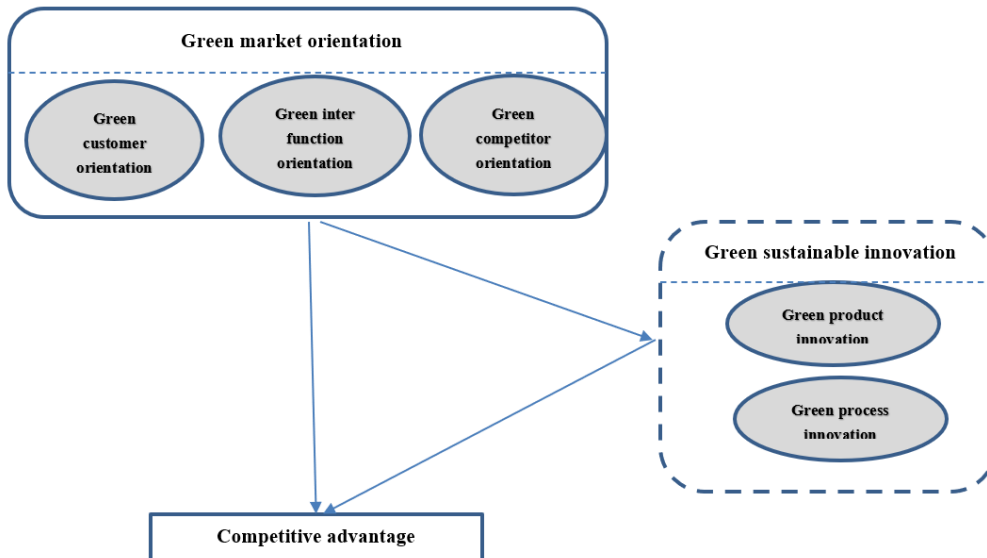 Green market orientation
Green
customer
orientation
Green inter
function
orientation
Green
competitor
orientation
Green sustainable innovation
Green product
innovation
Green process
innovation
Competitive advantage